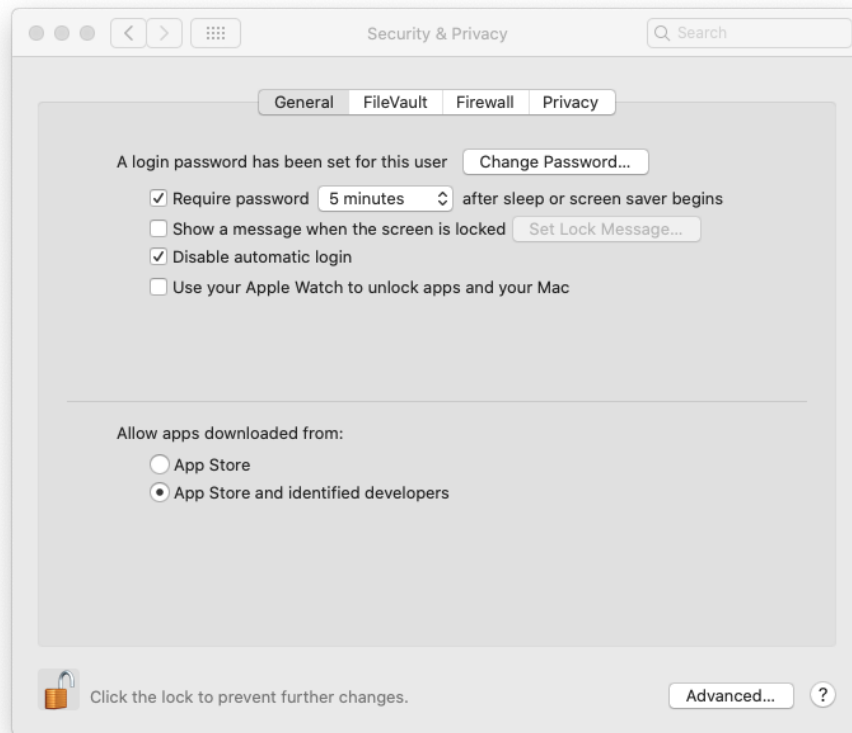 Security & Privacy
Search
General FileVault Firewall Privacy
A login password has been set for this user Change Password...
Require password 5 minutes after sleep or screen saver begins
Show a message when the screen is locked Set Lock Message...
Disable automatic login
Use your Apple Watch to unlock apps and your Mac
Allow apps downloaded from:
App Store
App Store and identified developers
Click the lock to prevent further changes. Advanced... ?